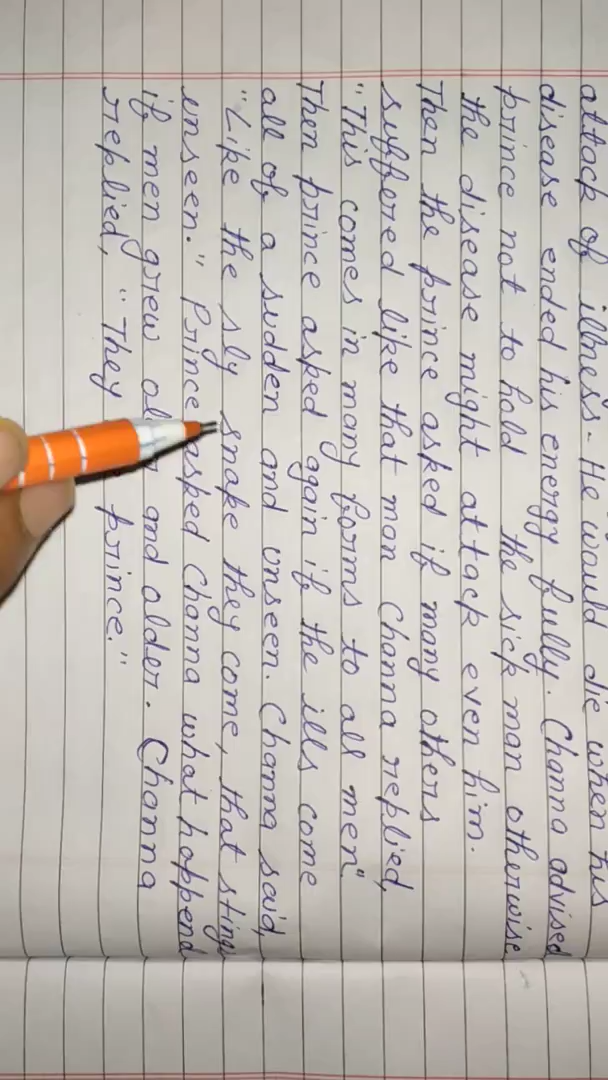 attack of illness. He would die when his
disease ended his energy fully. Channa advised
prince not to hold the sick man otherwise
the disease might attack even him.
Then the prince asked if many others
suffered like that man Channa replied,
"This comes in many forms to all men"
Then prince asked again if the ills come
all of a sudden and unseen. Channa said,
"Like the sly snake they come, that stings
unseen." Prince asked Channa what happend
if men grew and older. Channa
replied, "They prince."